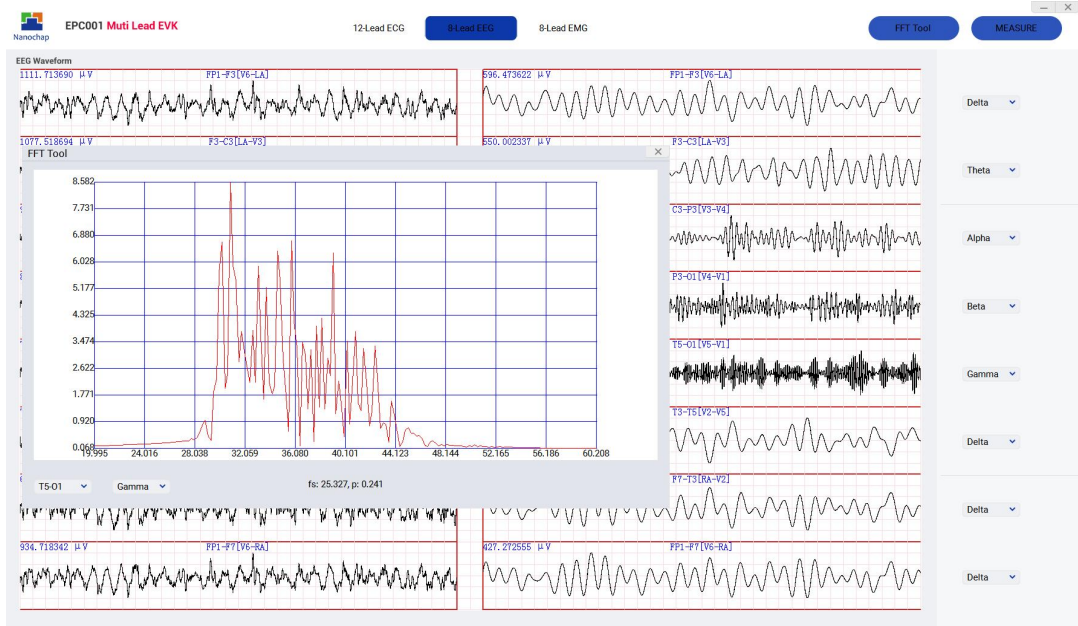 Nanochap
EPC001 Muti Lead EVK
12-Lead ECG
8-Lead EEG
8-Lead EMG
FFT Tool
MEASURE
EEG Waveform
1111.713690 μV
FP1-F3[V6-LA]
596.473622 μV
FP1-F3[V6-LA]
Delta
1077.518694 μV
F3-C3[LA-V3]
550.002337 μV
F3-C3[LA-V3]
Theta
FFT Tool
8.582
7.731
6.880
6.028
5.177
4.325
3.474
2.622
1.771
0.920
0.068
19.995
24.016
28.038
32.059
36.080
40.101
44.123
48.144
52.165
56.186
60.208
T5-O1
Gamma
fs: 25.327, p: 0.241
C3-P3[V3-V4]
Alpha
P3-O1[V4-V1]
Beta
T5-O1[V5-V1]
Gamma
T3-T5[V2-V5]
Delta
F7-T3[RA-V2]
Delta
934.718342 μV
FP1-F7[V6-RA]
427.272555 μV
FP1-F7[V6-RA]
Delta